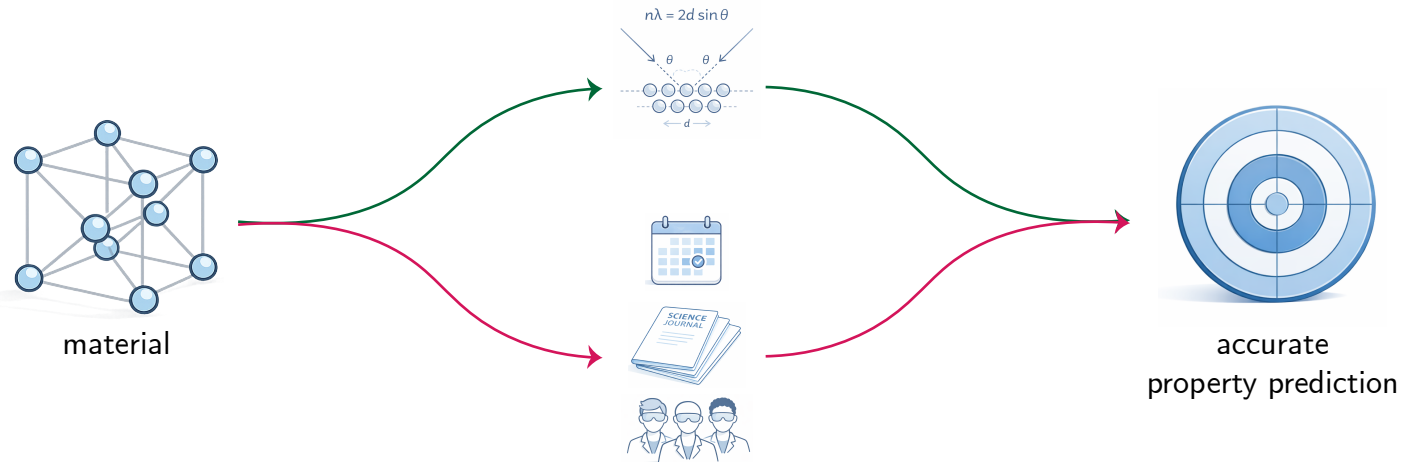 nλ = 2d sin θ
θ θ
d
SCIENCE
JOURNAL
material
accurate
property prediction